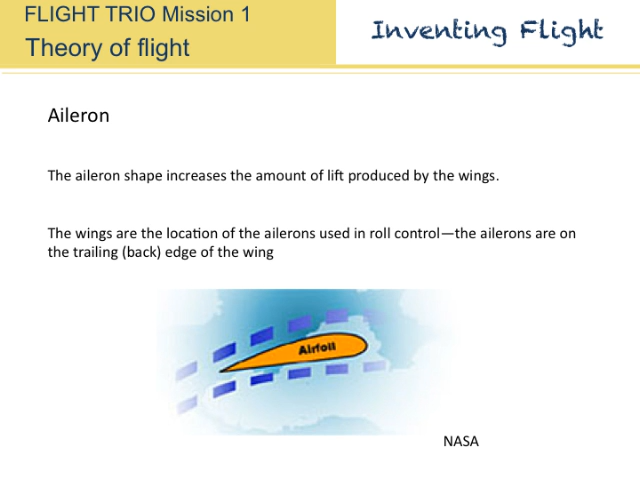 FLIGHT TRIO Mission 1
Theory of flight
Inventing Flight
Aileron
The aileron shape increases the amount of lift produced by the wings.
The wings are the location of the ailerons used in roll control—the ailerons are on
the trailing (back) edge of the wing
Airfoil
NASA